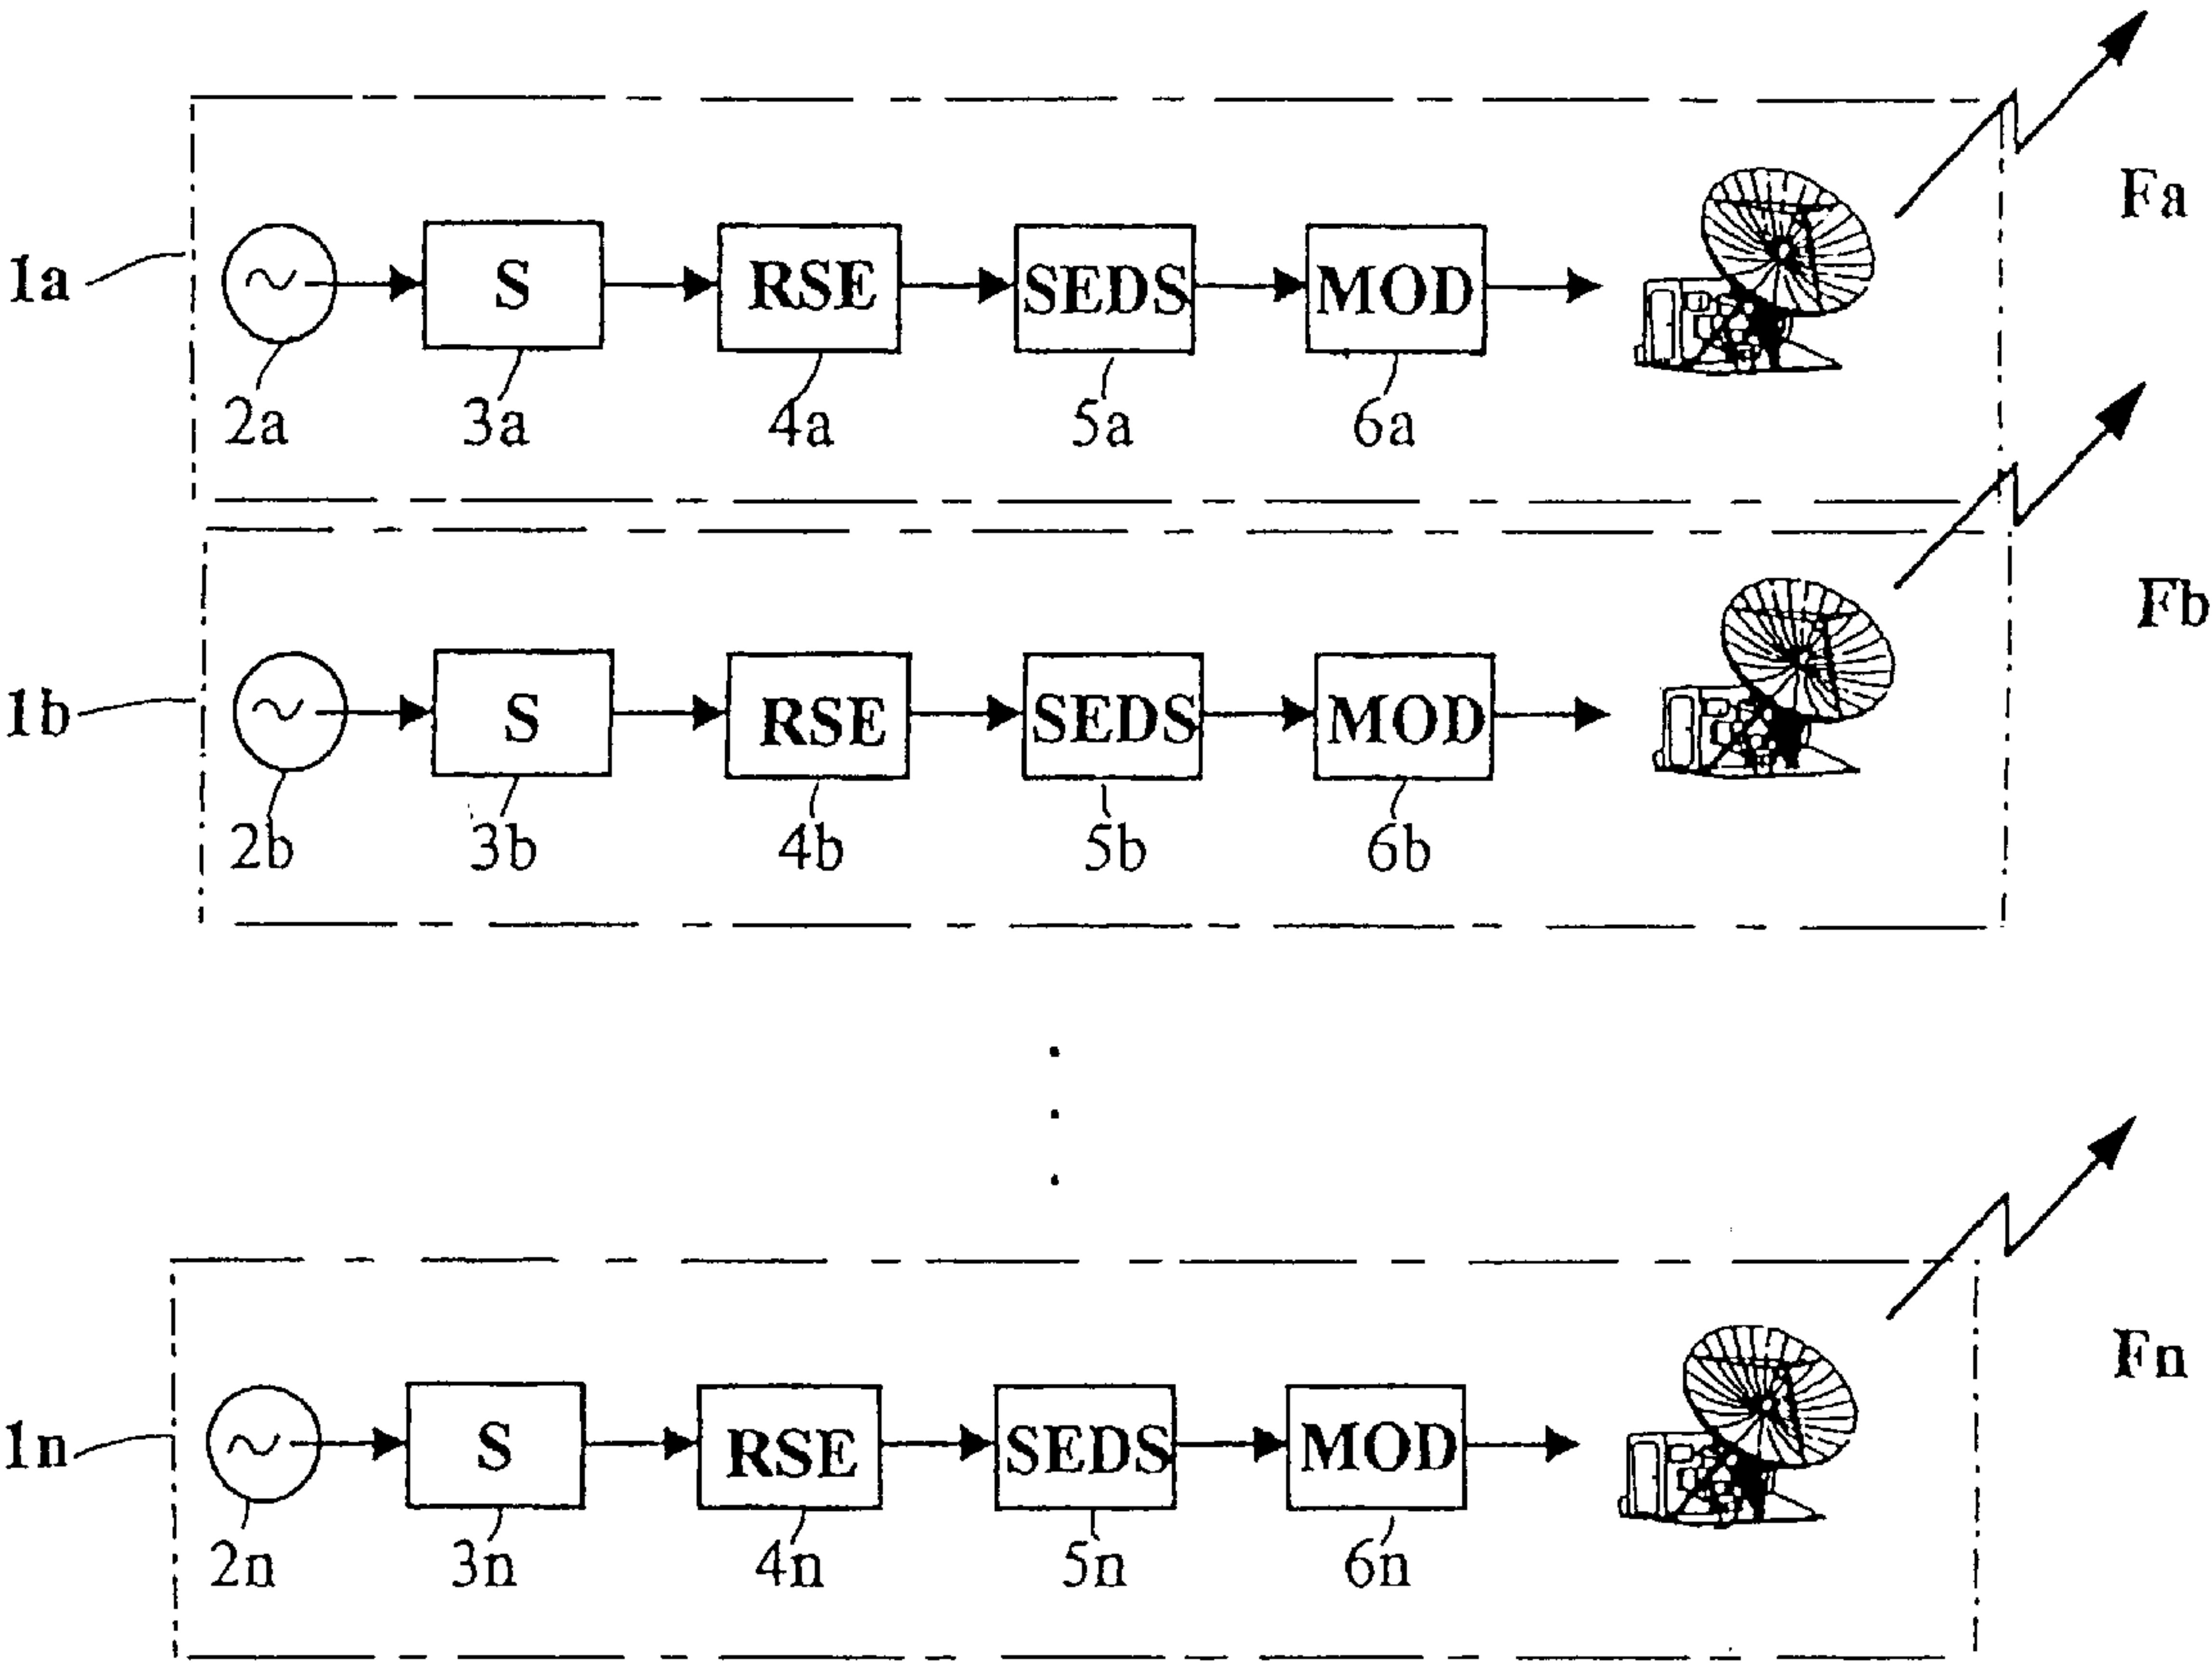 Fa
1a
S
RSE
SEDS
MOD
2a
3a
4a
5a
6a
Fb
1b
S
RSE
SEDS
MOD
2b
3b
4b
5b
6b
Fn
1n
S
RSE
SEDS
MOD
2n
3n
4n
5n
6n